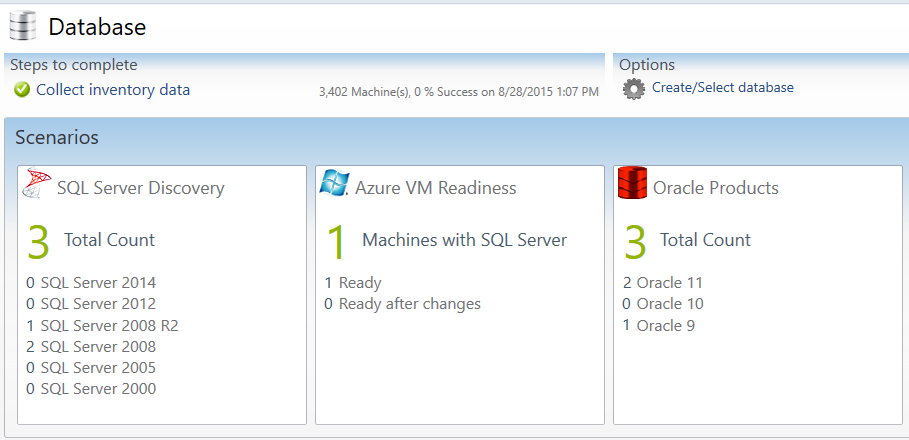 Database
Steps to complete
Collect inventory data
3,402 Machine(s), 0 % Success on 8/28/2015 1:07 PM
Options
Create/Select database
Scenarios
SQL Server Discovery
3 Total Count
0 SQL Server 2014
0 SQL Server 2012
1 SQL Server 2008 R2
2 SQL Server 2008
0 SQL Server 2005
0 SQL Server 2000
Azure VM Readiness
1 Machines with SQL Server
1 Ready
0 Ready after changes
Oracle Products
3 Total Count
2 Oracle 11
0 Oracle 10
1 Oracle 9